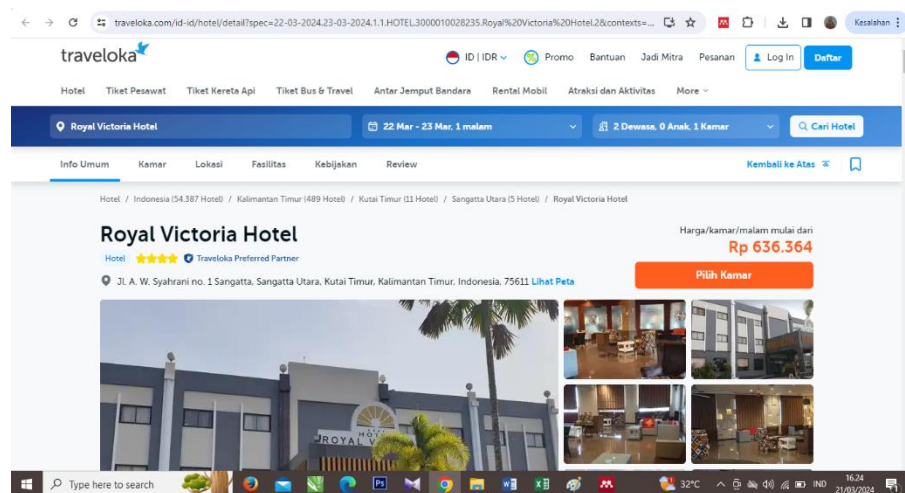 traveloka.com/id-id/hotel/detail?spec=22-03-2024.23-03-2024.1.1.HOTEL.3000010028235.Royal%20Victoria%20Hotel.2&contexts=...
Kesalahan
traveloka
ID | IDR
Promo
Bantuan
Jadi Mitra
Pesanan
Log In
Daftar
Hotel
Tiket Pesawat
Tiket Kereta Api
Tiket Bus & Travel
Antar Jemput Bandara
Rental Mobil
Atraksi dan Aktivitas
More
Royal Victoria Hotel
22 Mar - 23 Mar, 1 malam
2 Dewasa, 0 Anak, 1 Kamar
Cari Hotel
Info Umum
Kamar
Lokasi
Fasilitas
Kebijakan
Review
Kembali ke Atas
Hotel / Indonesia (54.387 Hotel) / Kalimantan Timur (489 Hotel) / Kutai Timur (11 Hotel) / Sangatta Utara (5 Hotel) / Royal Victoria Hotel
Royal Victoria Hotel
Harga/kamar/malam mulai dari
Rp 636.364
Hotel
Traveloka Preferred Partner
Pilih Kamar
Jl. A. W. Syahrani no. 1 Sangatta, Sangatta Utara, Kutai Timur, Kalimantan Timur, Indonesia, 75611 Lihat Peta
HOTEL
ROYAL
Type here to search
32°C
IND
16.24
21/03/2024